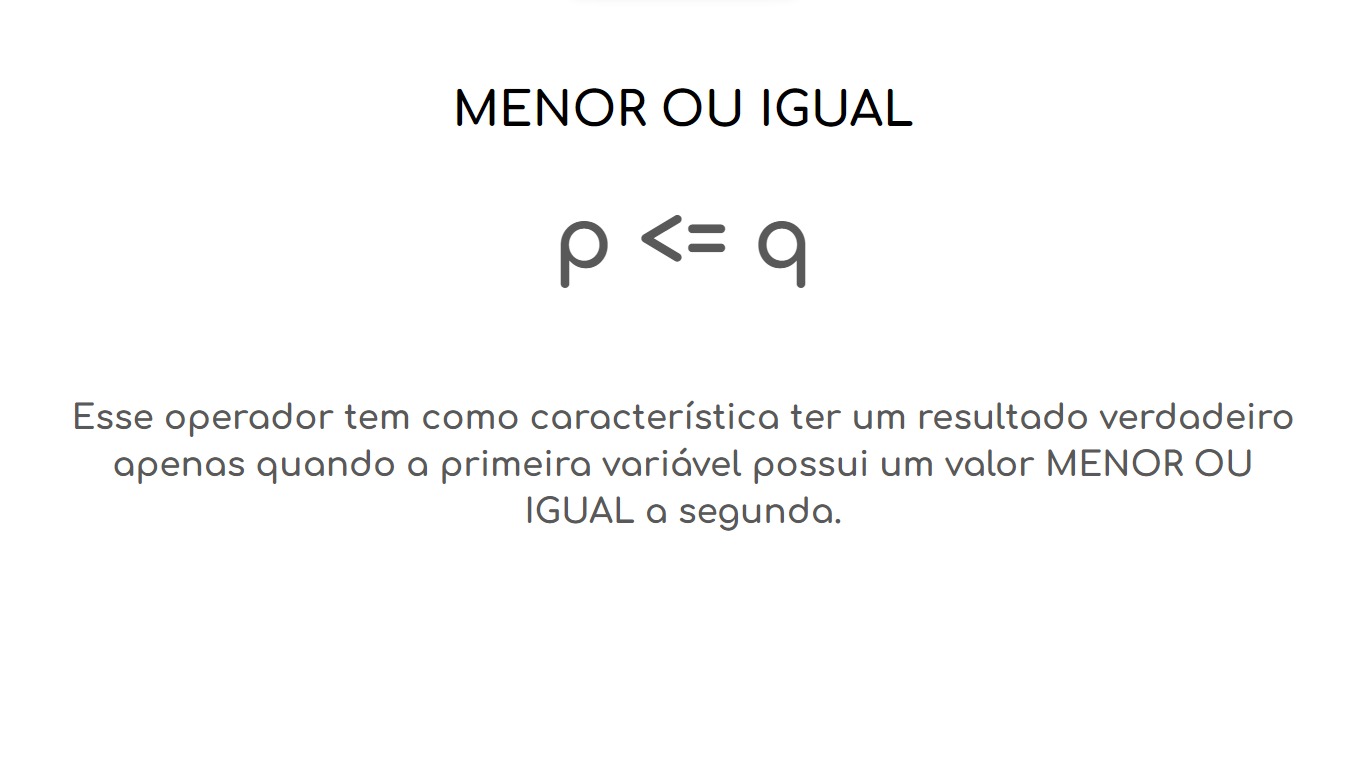 MENOR OU IGUAL
p <= q
Esse operador tem como característica ter um resultado verdadeiro
apenas quando a primeira variável possui um valor MENOR OU
IGUAL a segunda.